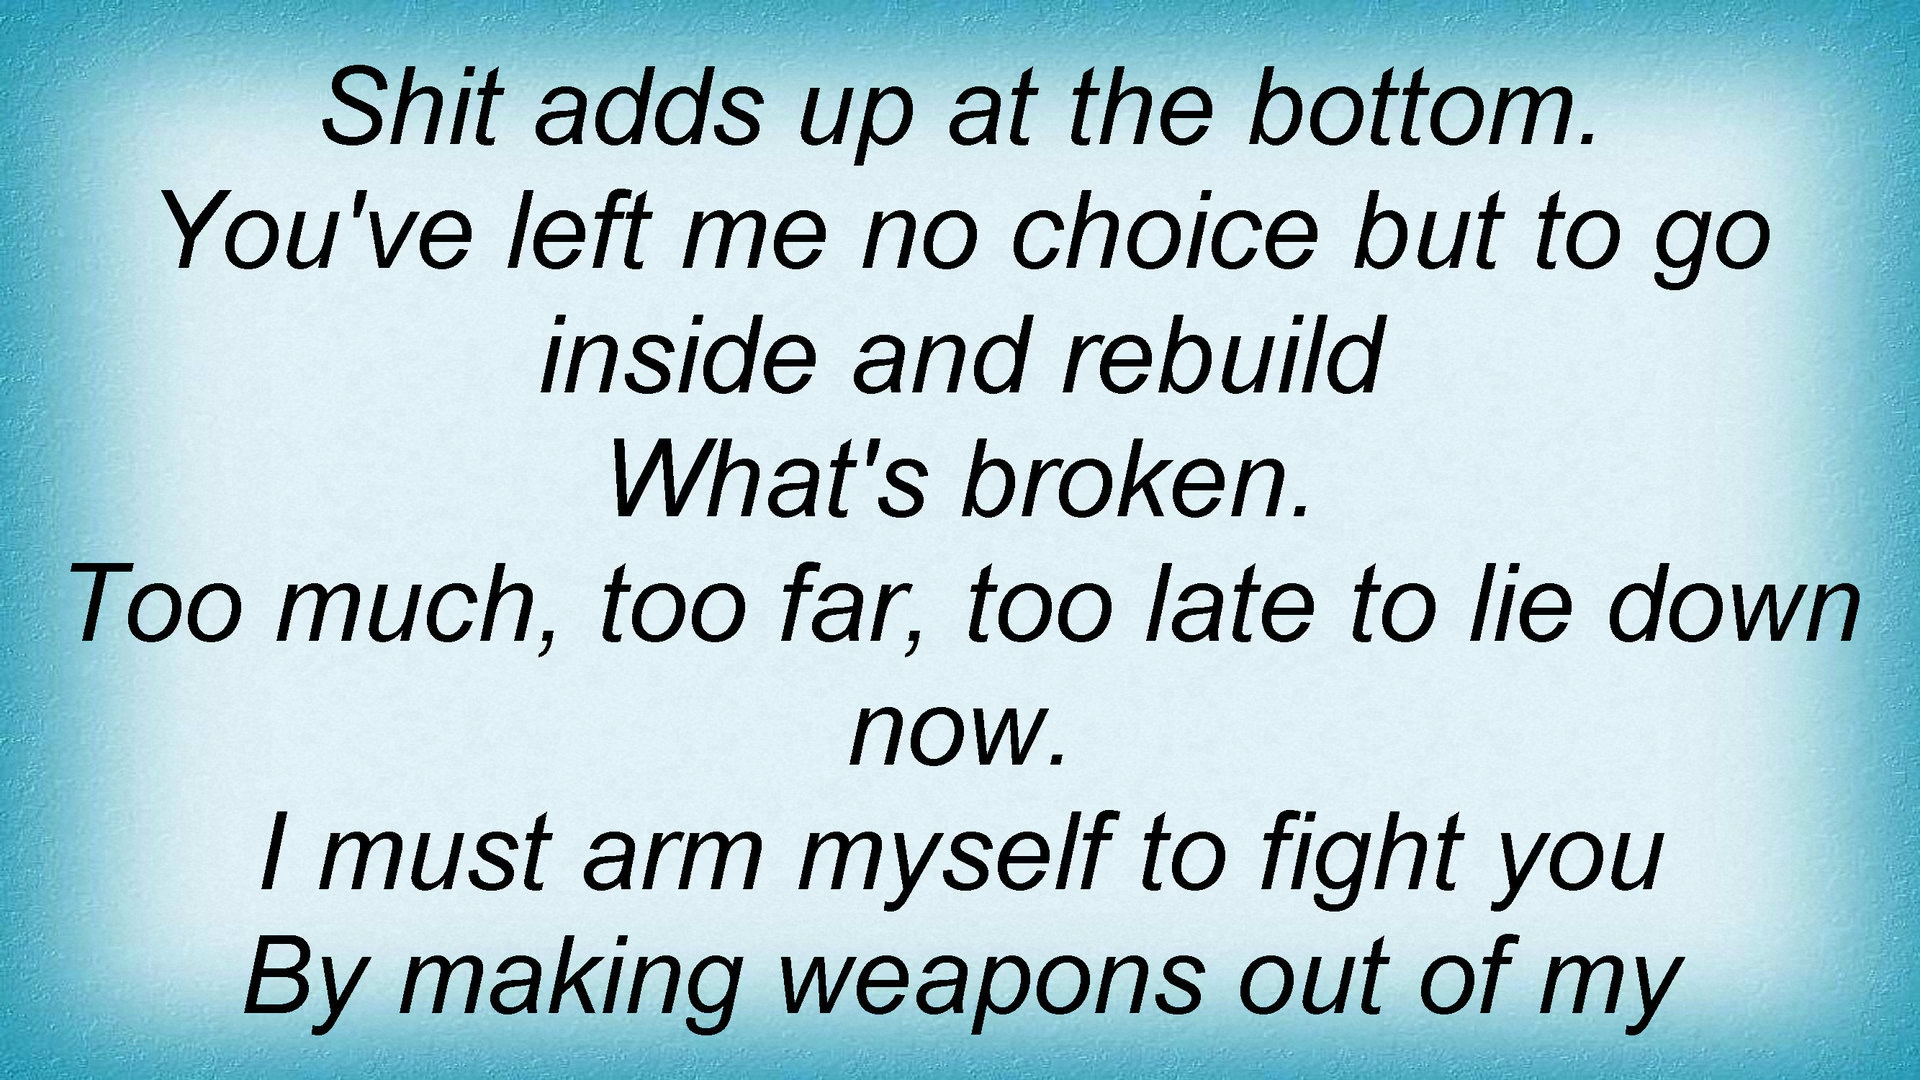 Shit adds up at the bottom.
You've left me no choice but to go
inside and rebuild
What's broken.
Too much, too far, too late to lie down
now.
I must arm myself to fight you
By making weapons out of my